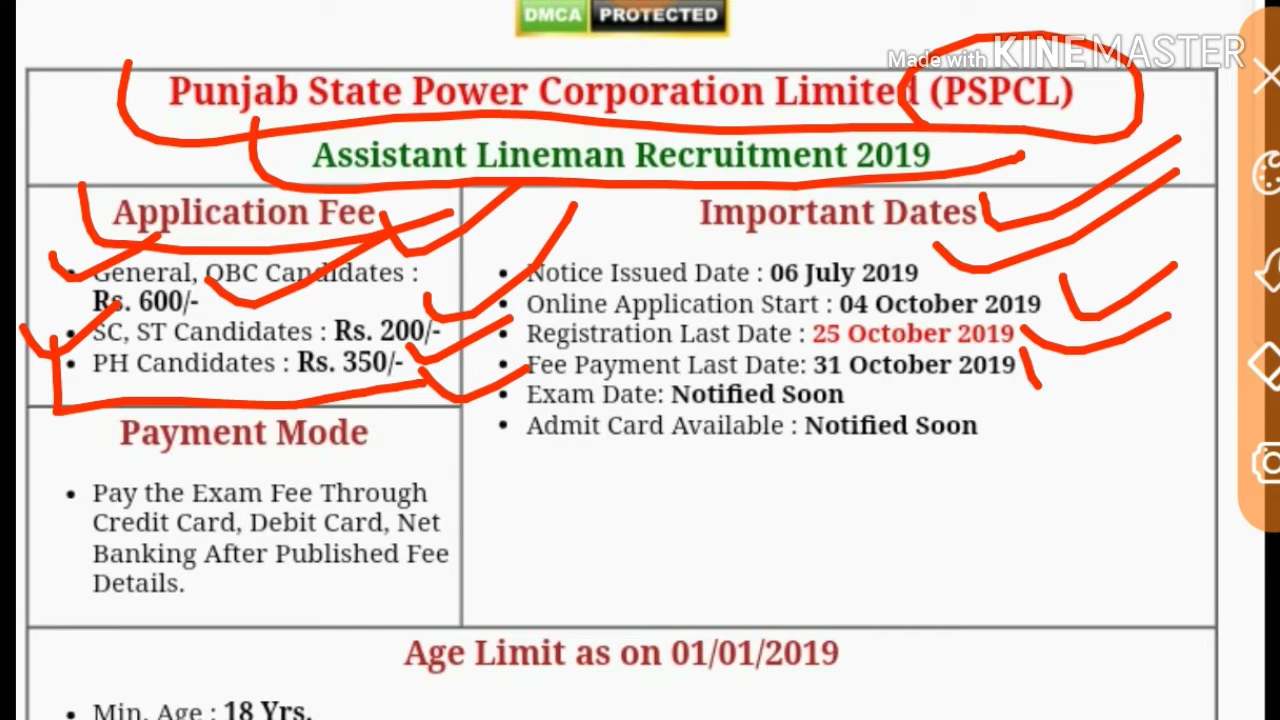 DMCA PROTECTED
Made with KINEMASTER
Punjab State Power Corporation Limited (PSPCL)
Assistant Lineman Recruitment 2019
Application Fee
General, OBC Candidates :
Rs. 600/-
SC, ST Candidates : Rs. 200/-
PH Candidates : Rs. 350/-
Important Dates
Notice Issued Date : 06 July 2019
Online Application Start : 04 October 2019
Registration Last Date : 25 October 2019
Fee Payment Last Date: 31 October 2019
Exam Date: Notified Soon
Admit Card Available : Notified Soon
Payment Mode
Pay the Exam Fee Through
Credit Card, Debit Card, Net
Banking After Published Fee
Details.
Age Limit as on 01/01/2019
Min. Age : 18 Yrs.